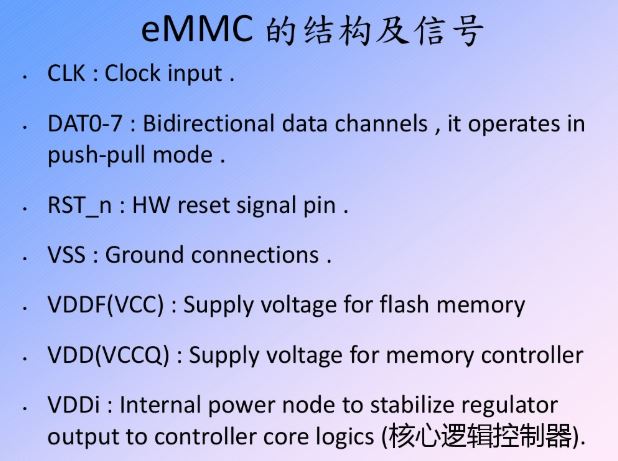 eMMC 的结构及信号
• CLK : Clock input .
• DAT0-7 : Bidirectional data channels , it operates in
push-pull mode .
• RST_n : HW reset signal pin .
• VSS : Ground connections .
• VDDF(VCC) : Supply voltage for flash memory
• VDD(VCCQ) : Supply voltage for memory controller
• VDDi : Internal power node to stabilize regulator
output to controller core logics (核心逻辑控制器).